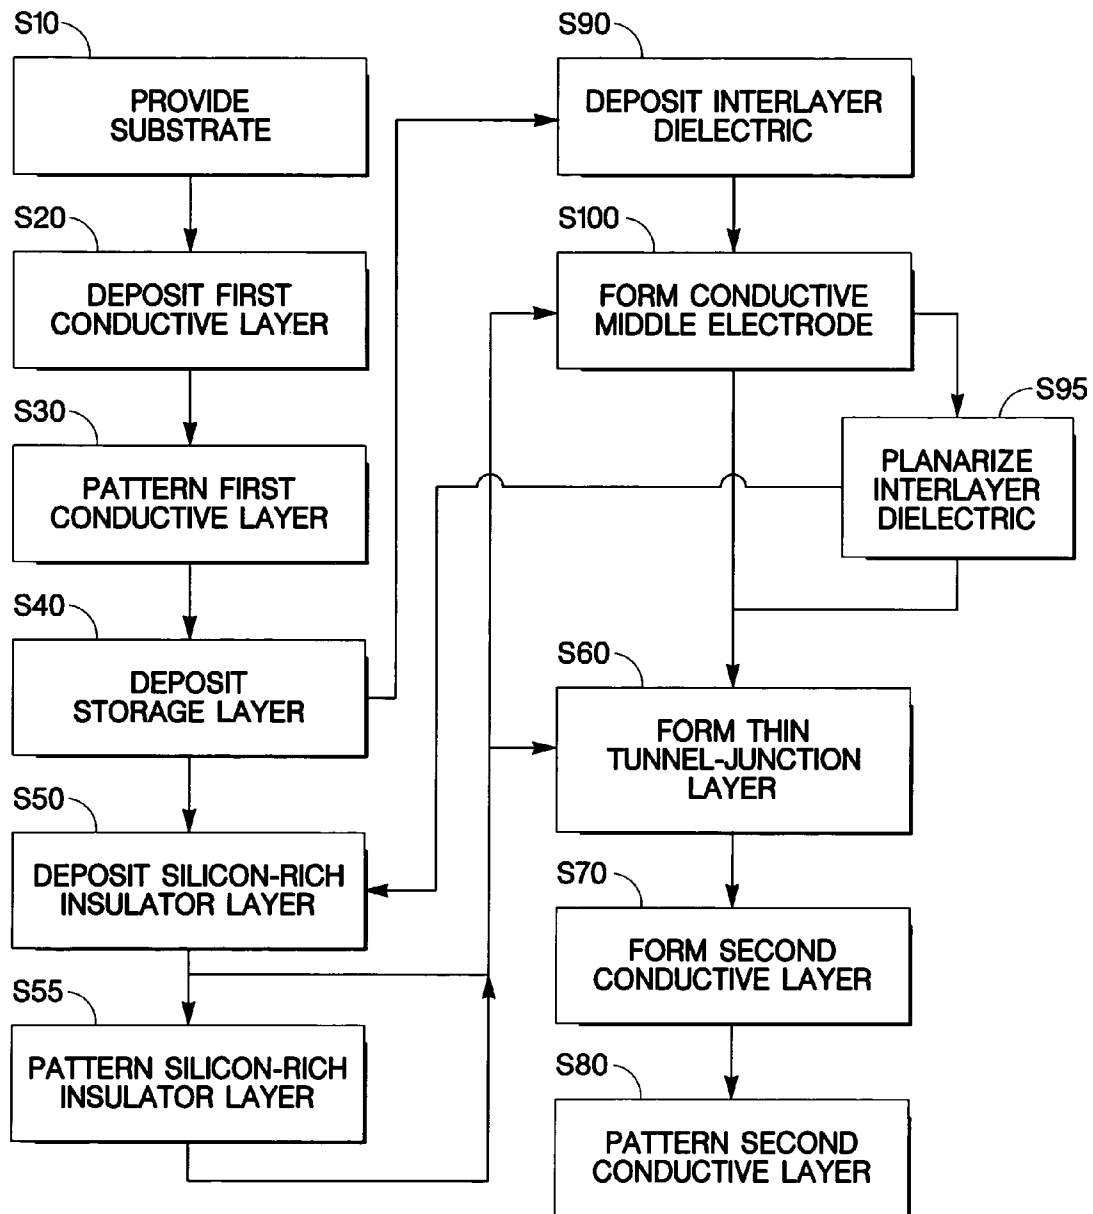 S10
PROVIDE
SUBSTRATE
S20
DEPOSIT FIRST
CONDUCTIVE LAYER
S30
PATTERN FIRST
CONDUCTIVE LAYER
S40
DEPOSIT
STORAGE LAYER
S50
DEPOSIT SILICON-RICH
INSULATOR LAYER
S55
PATTERN SILICON-RICH
INSULATOR LAYER
S90
DEPOSIT INTERLAYER
DIELECTRIC
S100
FORM CONDUCTIVE
MIDDLE ELECTRODE
S95
PLANARIZE
INTERLAYER
DIELECTRIC
S60
FORM THIN
TUNNEL-JUNCTION
LAYER
S70
FORM SECOND
CONDUCTIVE LAYER
S80
PATTERN SECOND
CONDUCTIVE LAYER